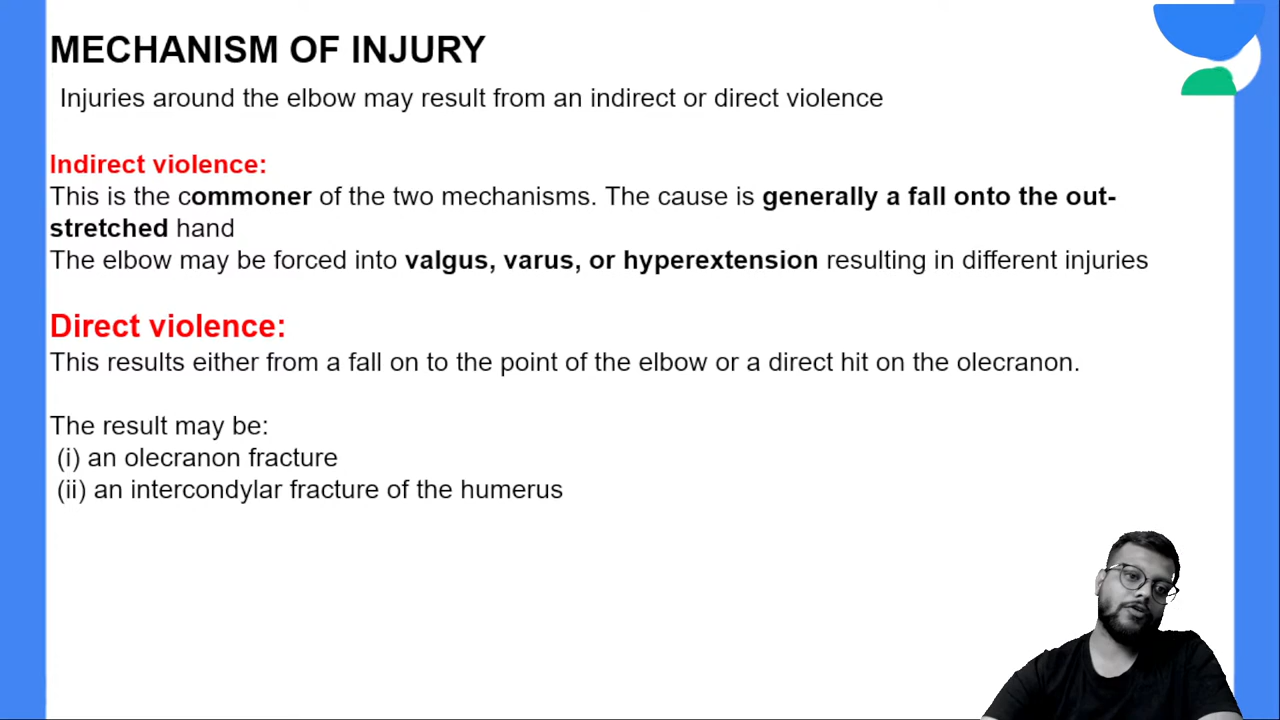 MECHANISM OF INJURY
Injuries around the elbow may result from an indirect or direct violence
Indirect violence:
This is the commoner of the two mechanisms. The cause is generally a fall onto the out-
stretched hand
The elbow may be forced into valgus, varus, or hyperextension resulting in different injuries
Direct violence:
This results either from a fall on to the point of the elbow or a direct hit on the olecranon.
The result may be:
(i) an olecranon fracture
(ii) an intercondylar fracture of the humerus